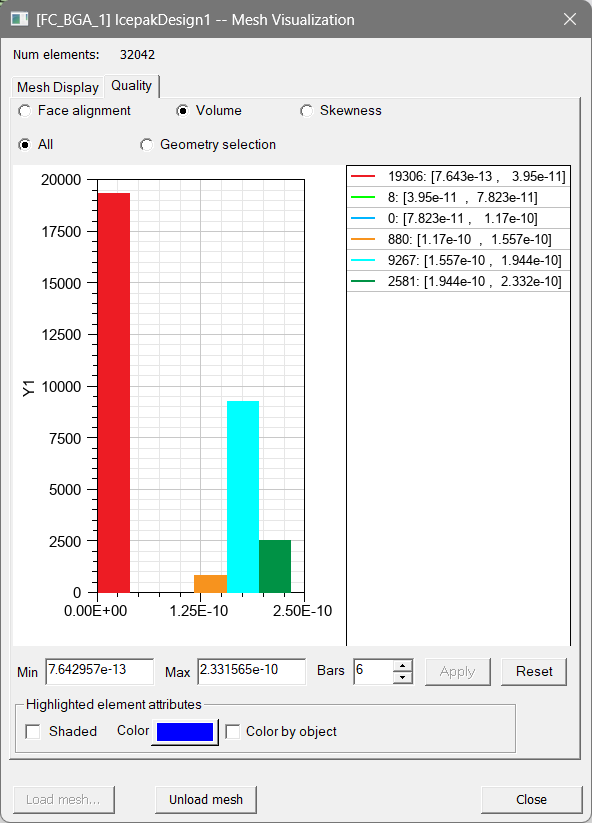 [FC_BGA_1] IcepakDesign1 -- Mesh Visualization
Num elements: 32042
Mesh Display Quality
Face alignment Volume Skewness
All Geometry selection
20000
17500
15000
12500
10000
7500
5000
2500
0
Y1
0.00E+00 1.25E-10 2.50E-10
19306: [7.643e-13 , 3.95e-11]
8: [3.95e-11 , 7.823e-11]
0: [7.823e-11 , 1.17e-10]
880: [1.17e-10 , 1.557e-10]
9267: [1.557e-10 , 1.944e-10]
2581: [1.944e-10 , 2.332e-10]
Min 7.642957e-13 Max 2.331565e-10 Bars 6 Apply Reset
Highlighted element attributes
Shaded Color Color by object
Load mesh... Unload mesh Close